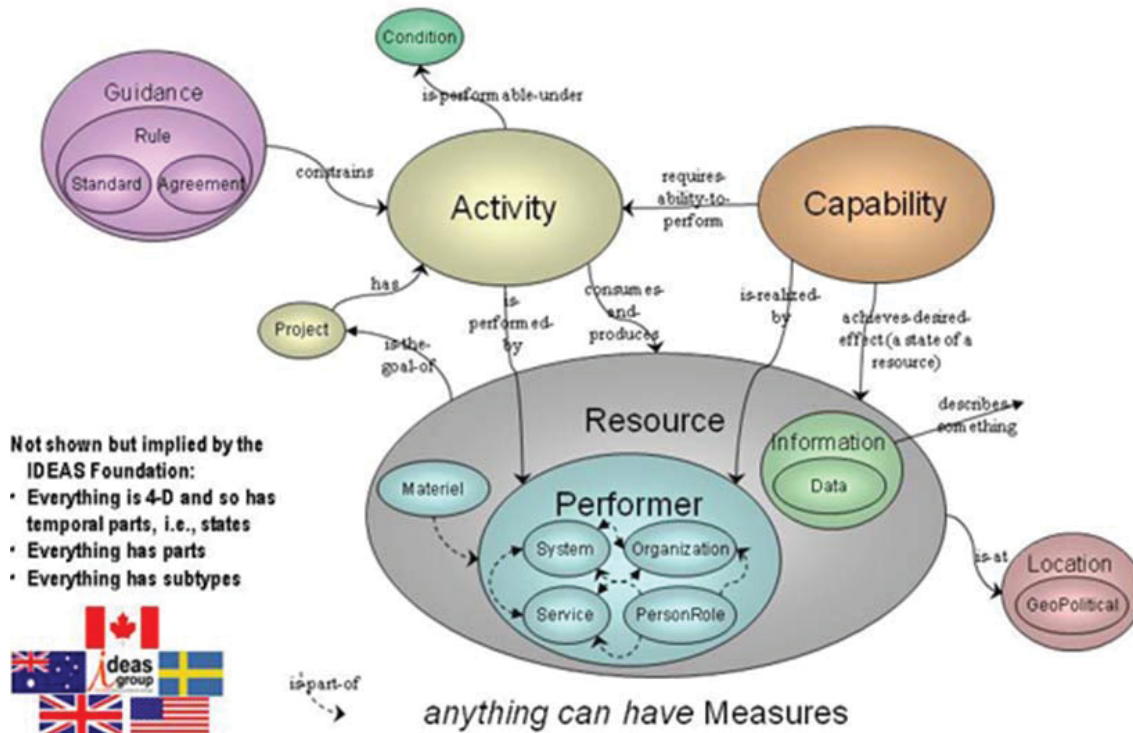 Condition
is-performable-under
Guidance
Rule
Standard
Agreement
constrains
Activity
requires-
ability-to-
perform
Capability
has
Project
is-the-
goal-of
is-
performed-
by
consumes-
and-
produces
is-realized-
by
achieves-desired-
effect (a state of a
resource)
describes-
something
Resource
Information
Data
Materiel
Performer
System
Organization
Service
PersonRole
is-at
Location
GeoPolitical
Not shown but implied by the
IDEAS Foundation:
• Everything is 4-D and so has
temporal parts, i.e., states
• Everything has parts
• Everything has subtypes
ideas
group
is-part-of
anything can have Measures